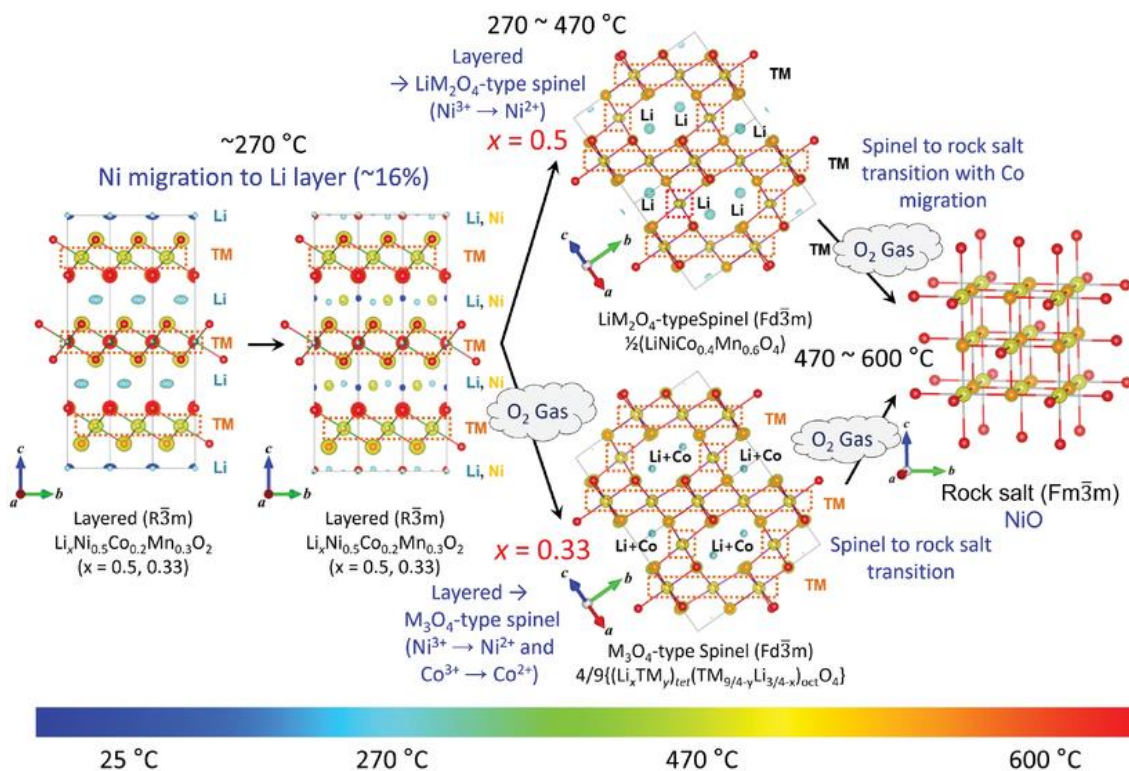 270 ~ 470 °C
Layered
→ LiM₂O₄-type spinel
(Ni³⁺ → Ni²⁺)
x = 0.5
TM
Li
Li
Li
TM
Li
Li
Li
TM
c
b
a
LiM₂O₄-typeSpinel (Fd3̅m)
½(LiNiCo₀.₄Mn₀.₆O₄)
~270 °C
Ni migration to Li layer (~16%)
Li
TM
Li
TM
Li
TM
Li
c
b
a
Layered (R3̅m)
LiₓNi₀.₅Co₀.₂Mn₀.₃O₂
(x = 0.5, 0.33)
Li, Ni
TM
Li, Ni
TM
Li, Ni
TM
Li, Ni
c
b
a
Layered (R3̅m)
LiₓNi₀.₅Co₀.₂Mn₀.₃O₂
(x = 0.5, 0.33)
O₂ Gas
x = 0.33
Layered →
M₃O₄-type spinel
(Ni³⁺ → Ni²⁺ and
Co³⁺ → Co²⁺)
TM
Li+Co
Li+Co
TM
Li+Co
Li+Co
TM
c
b
a
M₃O₄-type Spinel (Fd3̅m)
4/9{(LiₓTMy)tet(TM9/4-yLi3/4-x)octO₄}
Spinel to rock salt
transition with Co
migration
O₂ Gas
470 ~ 600 °C
O₂ Gas
Spinel to rock salt
transition
c
b
a
Rock salt (Fm3̅m)
NiO
25 °C
270 °C
470 °C
600 °C